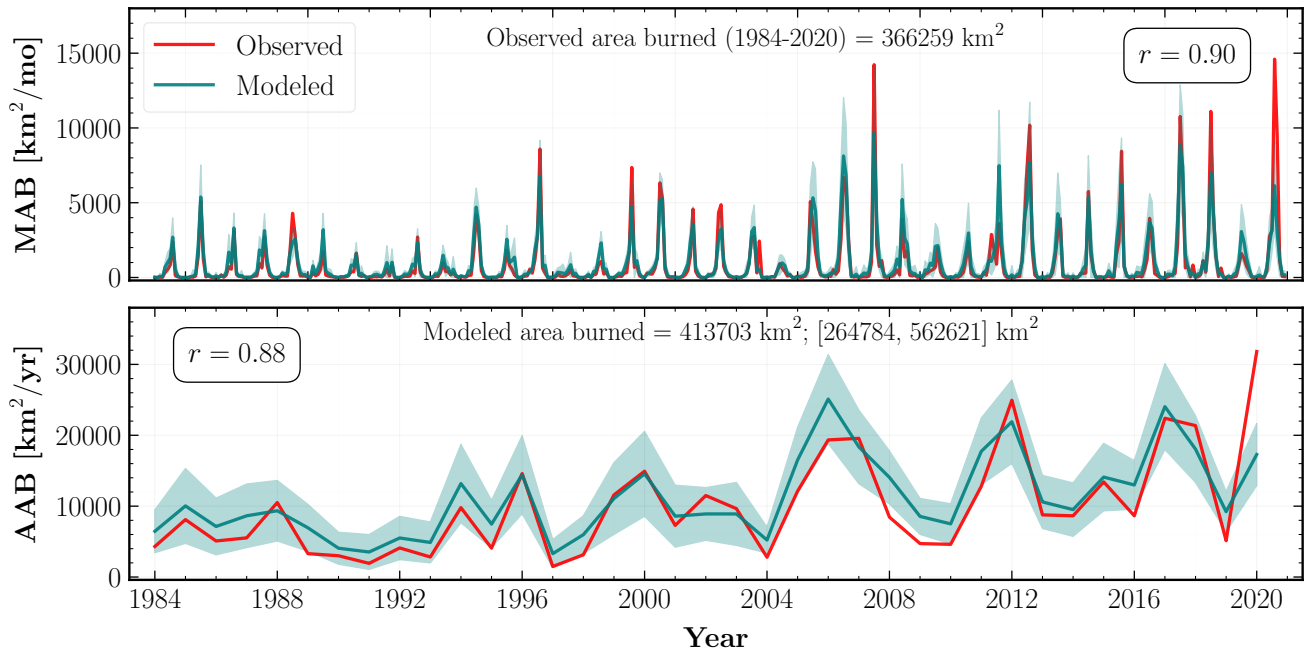 Observed
Modeled
Observed area burned (1984-2020) = 366259 km²
r = 0.90
MAB [km²/mo]
15000
10000
5000
0
Modeled area burned = 413703 km²; [264784, 562621] km²
r = 0.88
AAB [km²/yr]
30000
20000
10000
0
1984 1988 1992 1996 2000 2004 2008 2012 2016 2020
Year